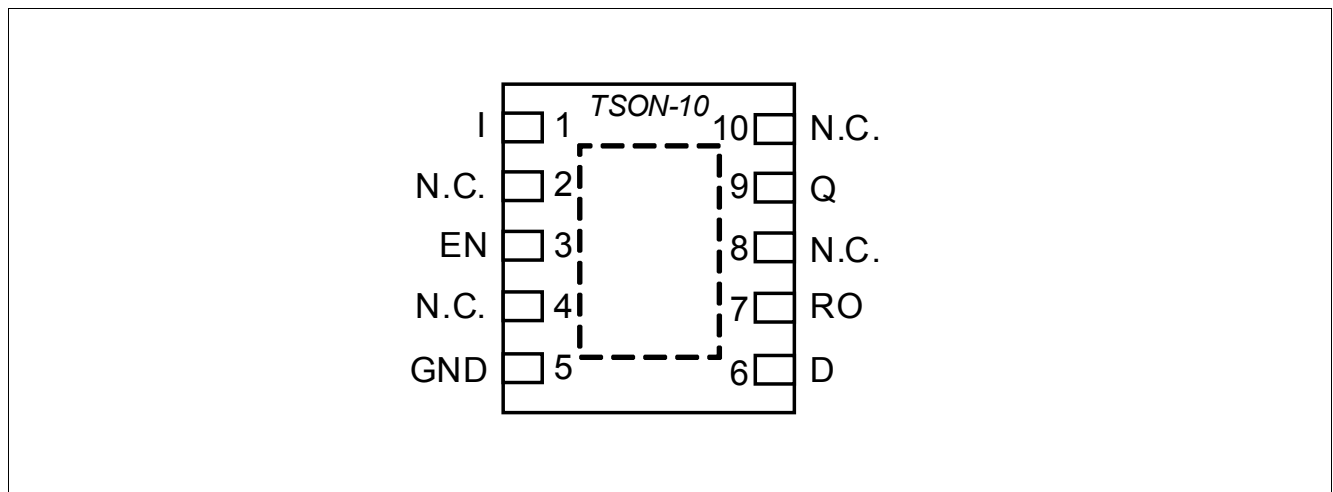 TSON-10
I 1
N.C. 2
EN 3
N.C. 4
GND 5
10 N.C.
9 Q
8 N.C.
7 RO
6 D